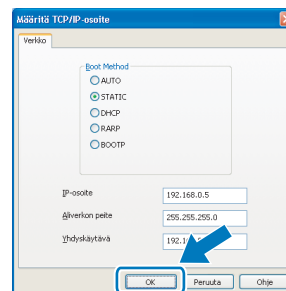 Määritä TCP/IP-osoite
Verkko
Boot Method
AUTO
STATIC
DHCP
RARP
BOOTP
IP-osoite 192.168.0.5
Aliverkon peite 255.255.255.0
Yhdyskäytävä
OK Peruuta Ohje